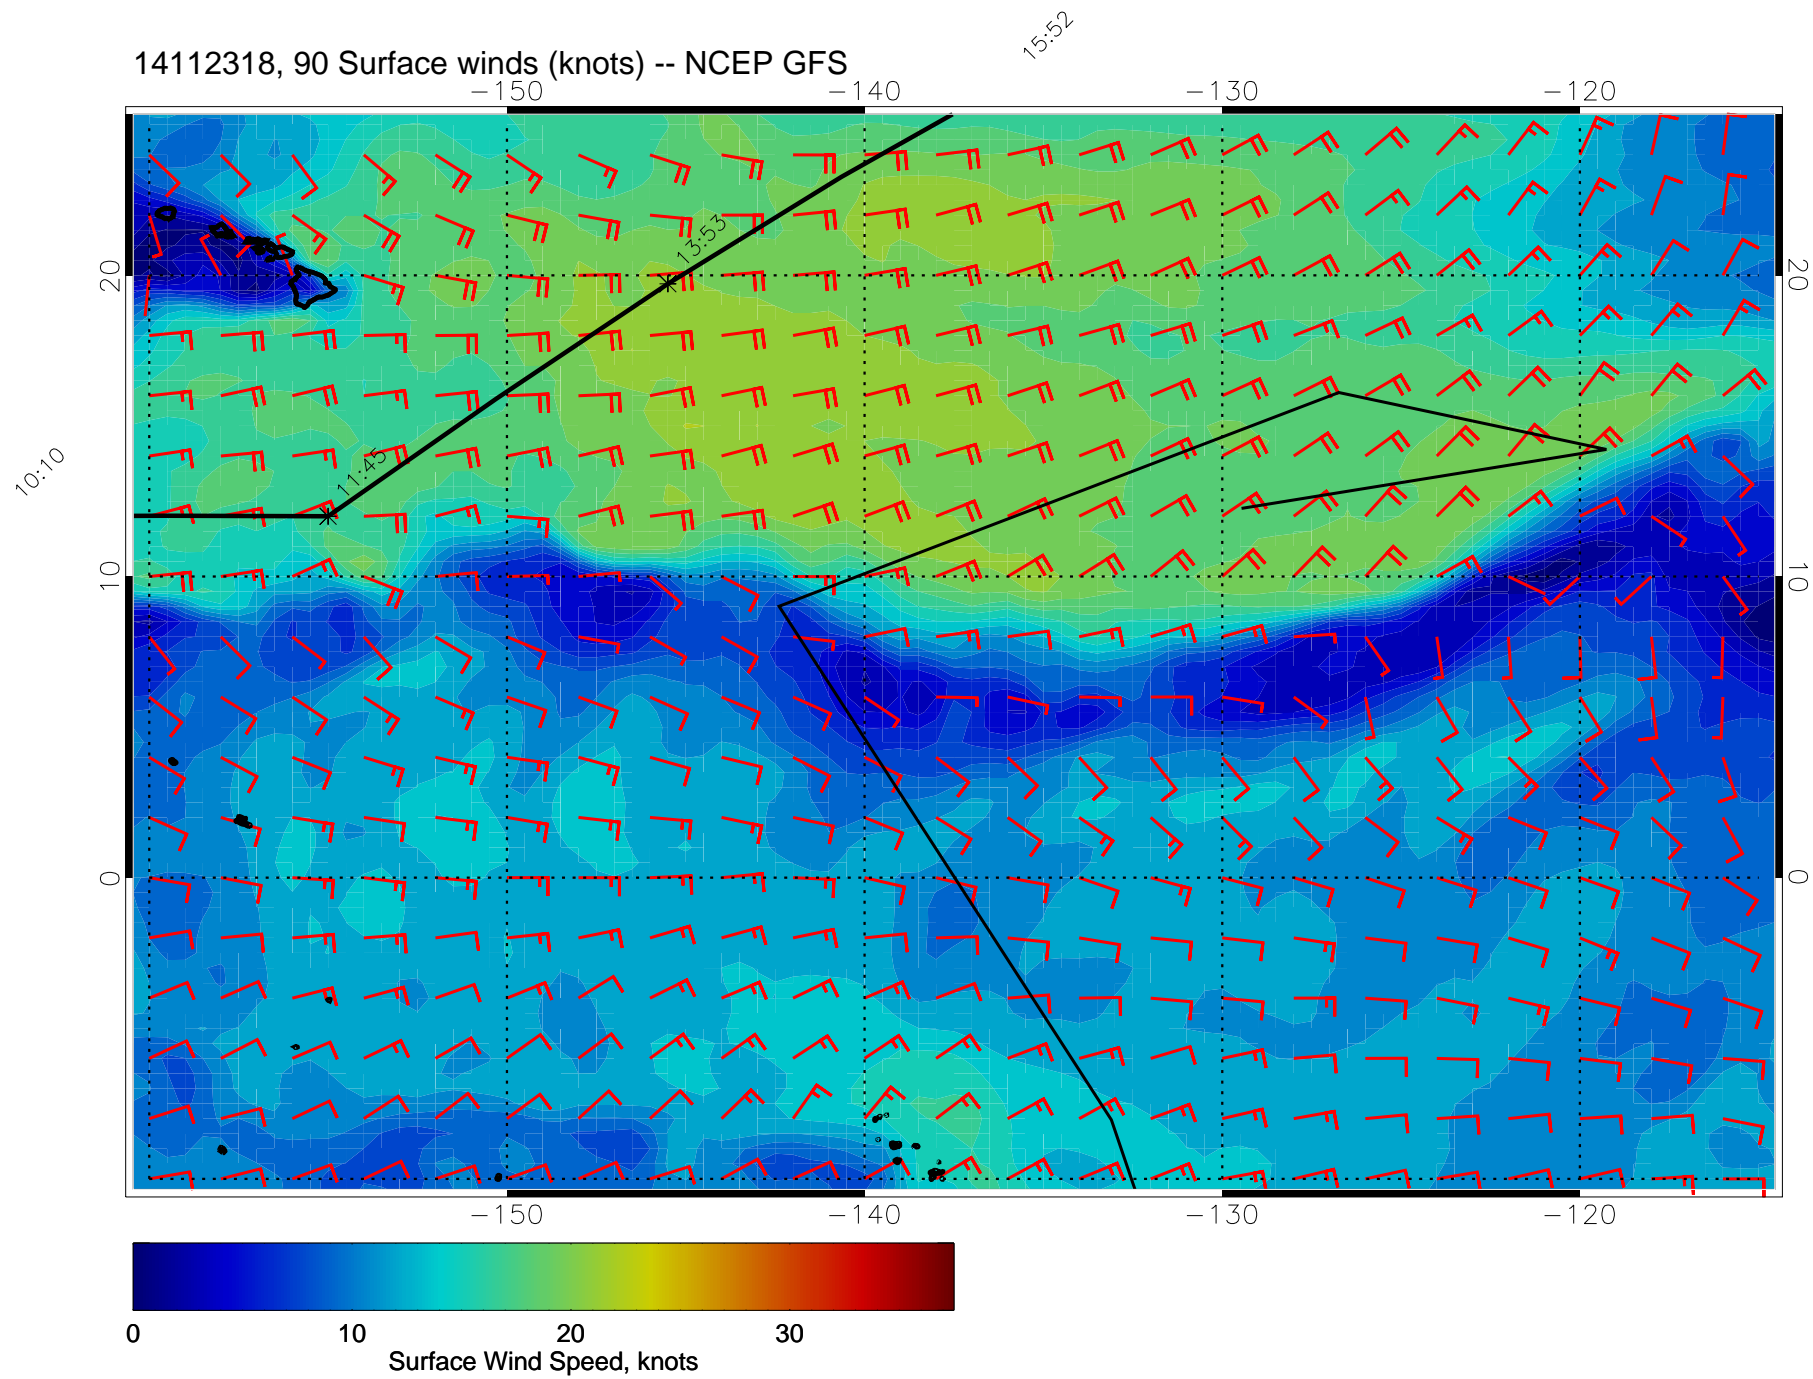 15:52
14112318, 90 Surface winds (knots) -- NCEP GFS
-150 -140 -130 -120
13:53
20 20
11:45
10:10
10 10
0 0
-150 -140 -130 -120
0 10 20 30
Surface Wind Speed, knots